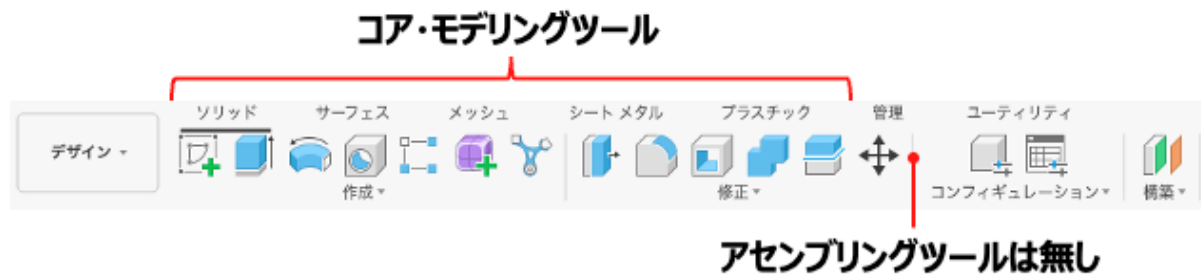 コア・モデリングツール
ソリッド サーフェス メッシュ シート メタル プラスチック 管理 ユーティリティ
デザイン
作成 修正 コンフィギュレーション 構築
アセンブリングツールは無し